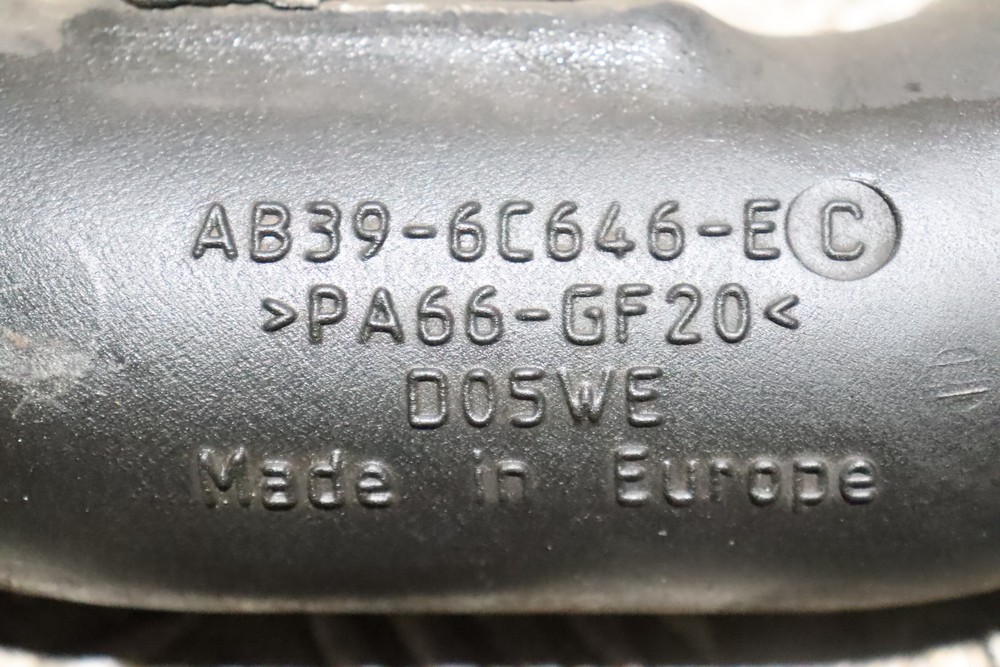 AB39-6C646-EC
>PA66-GF20<
D05WE
Made in Europe